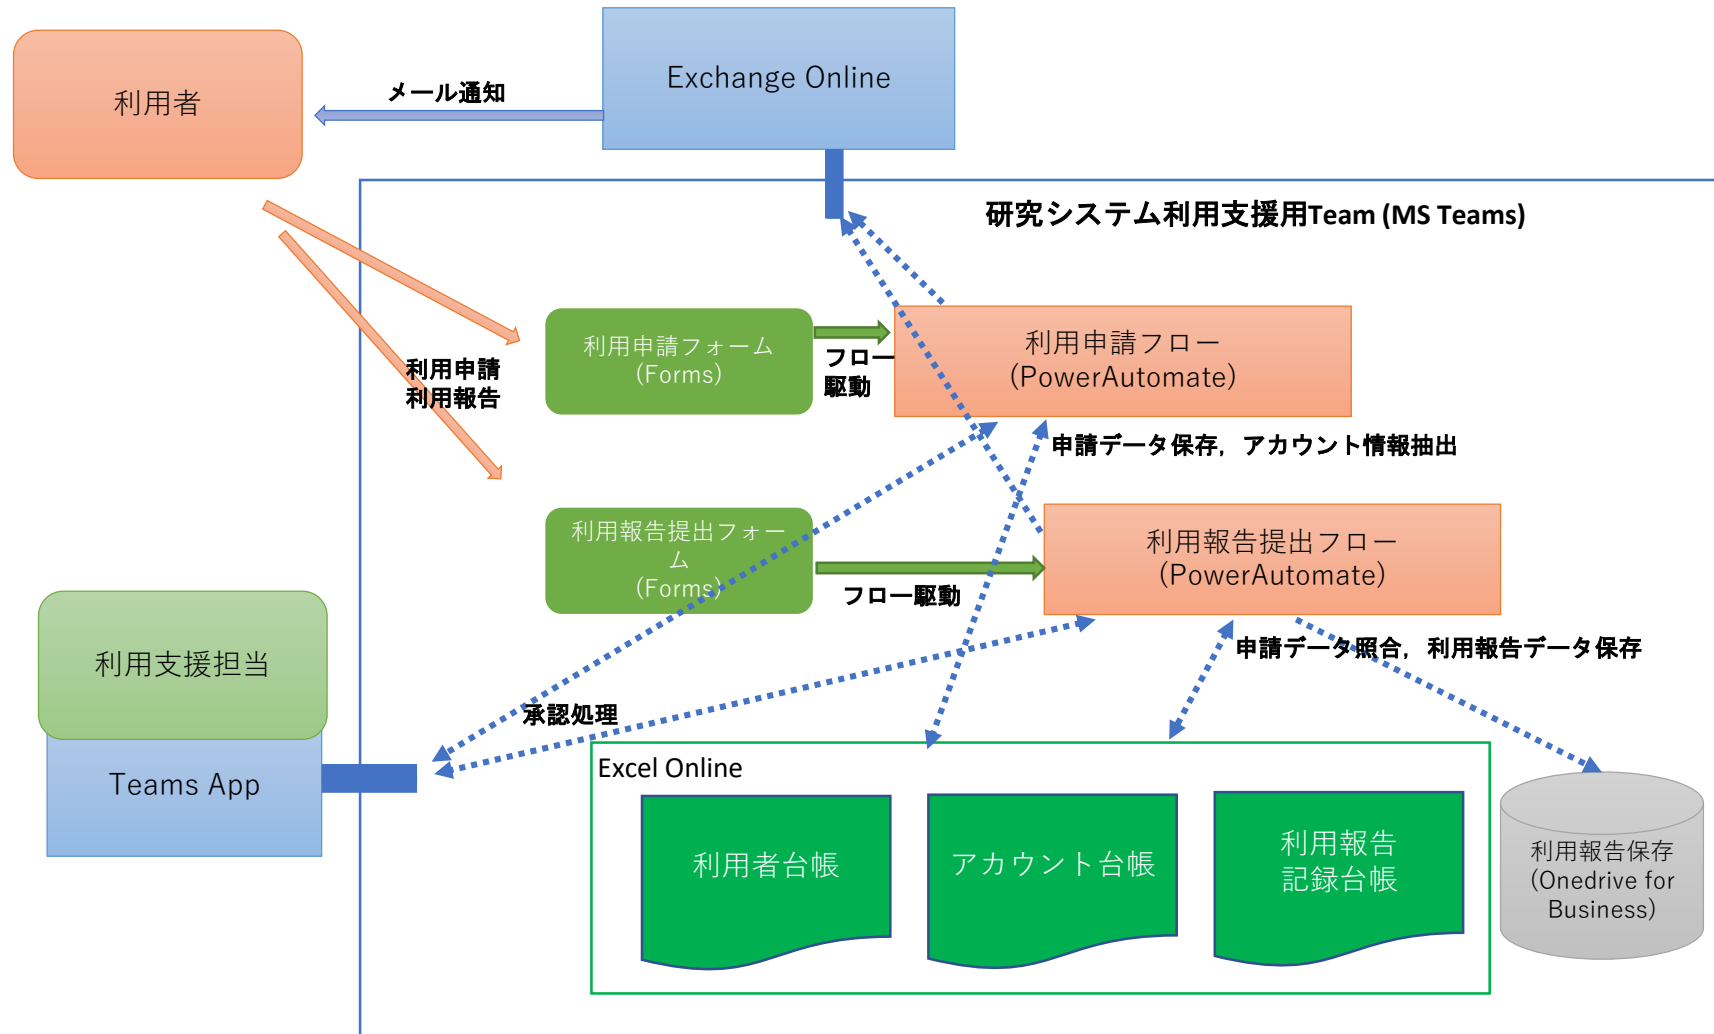 利用者
メール通知
Exchange Online
研究システム利用支援用Team (MS Teams)
利用申請
利用報告
利用申請フォーム
(Forms)
フロー
駆動
利用申請フロー
(PowerAutomate)
申請データ保存，アカウント情報抽出
利用報告提出フォー
ム
(Forms)
フロー駆動
利用報告提出フロー
(PowerAutomate)
申請データ照合，利用報告データ保存
利用支援担当
Teams App
承認処理
Excel Online
利用者台帳
アカウント台帳
利用報告
記録台帳
利用報告保存
(Onedrive for
Business)